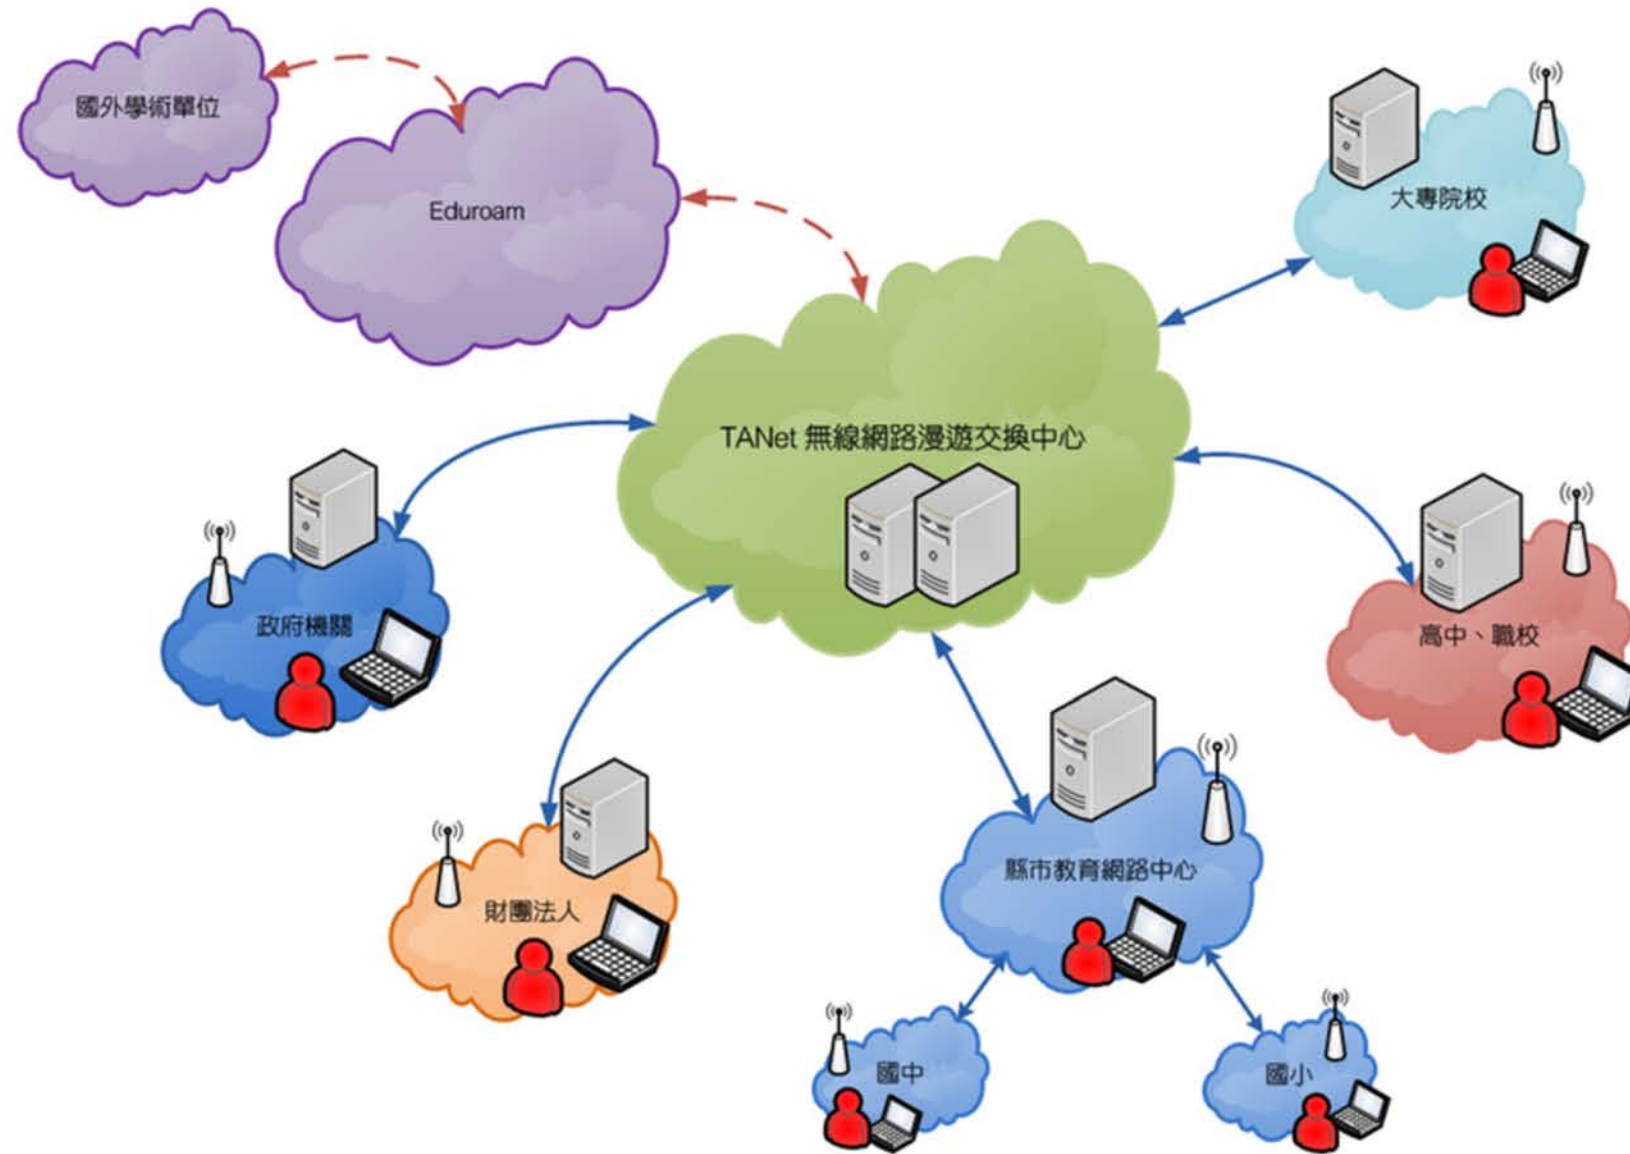 國外學術單位
Eduroam
大專院校
TANet 無線網路漫遊交換中心
政府機關
高中、職校
縣市教育網路中心
財團法人
國中
國小